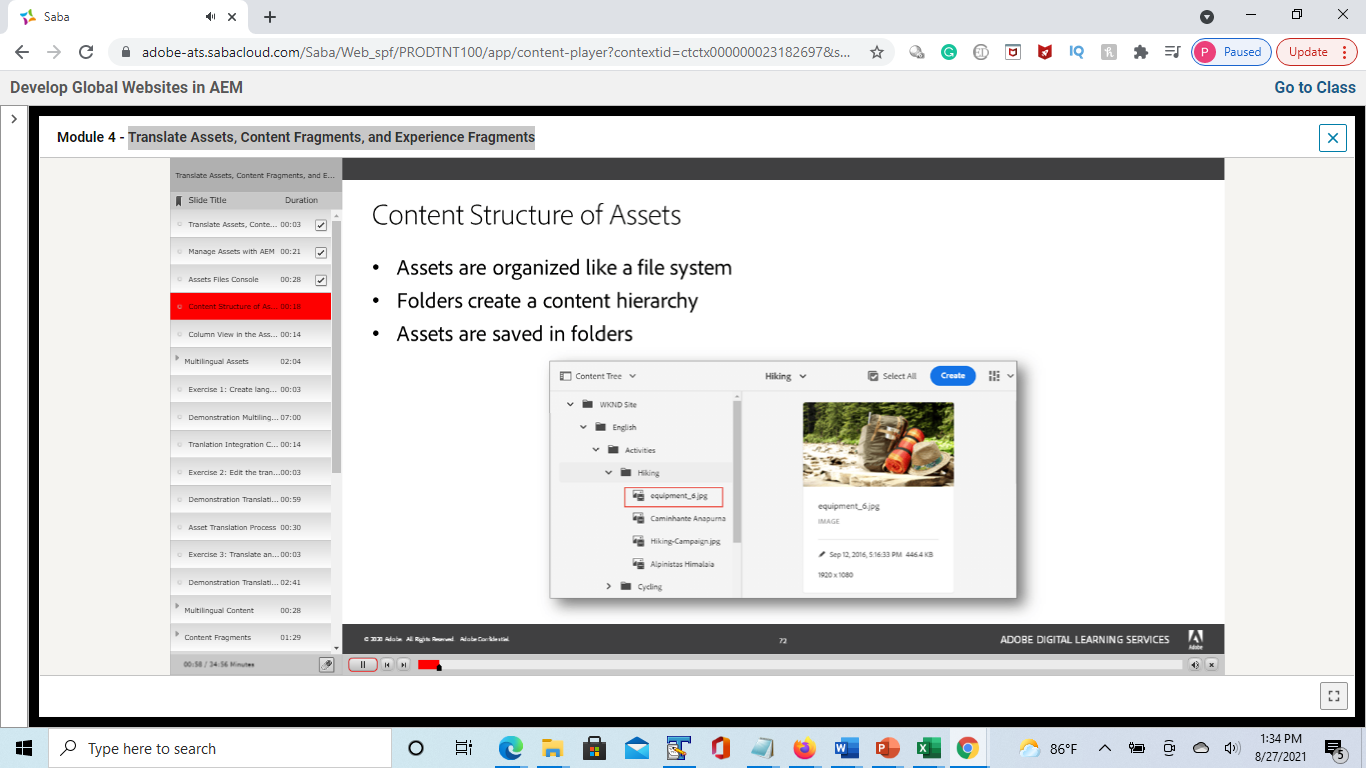 Saba
adobe-ats.sabacloud.com/Saba/Web_spf/PRODTNT100/app/content-player?contextid=ctctx000000023182697&s...
P Paused
Update
Develop Global Websites in AEM
Go to Class
Module 4 - Translate Assets, Content Fragments, and Experience Fragments
Translate Assets, Content Fragments, and E...
Slide Title Duration
Translate Assets, Conte... 00:03
Manage Assets with AEM 00:21
Assets Files Console 00:28
Content Structure of As... 00:18
Column View in the Ass... 00:14
Multilingual Assets 02:04
Exercise 1: Create lang... 00:03
Demonstration Multiling... 07:00
Tranlation Integration C... 00:14
Exercise 2: Edit the tran... 00:03
Demonstration Translati... 00:59
Asset Translation Process 00:30
Exercise 3: Translate an... 00:03
Demonstration Translati... 02:41
Multilingual Content 00:28
Content Fragments 01:29
00:58 / 34:56 Minutes
Content Structure of Assets
• Assets are organized like a file system
• Folders create a content hierarchy
• Assets are saved in folders
Content Tree
Hiking
Select All
Create
WKND Site
English
Activities
Hiking
equipment_6.jpg
Caminhante Anapurna
Hiking-Campaign.jpg
Alpinistas Himalaia
Cycling
equipment_6.jpg
IMAGE
Sep 12, 2016, 5:16:33 PM 446.4 KB
1920 x 1080
© 2020 Adobe. All Rights Reserved. Adobe Confidential.
72
ADOBE DIGITAL LEARNING SERVICES
Adobe
Type here to search
86°F
1:34 PM
8/27/2021
5